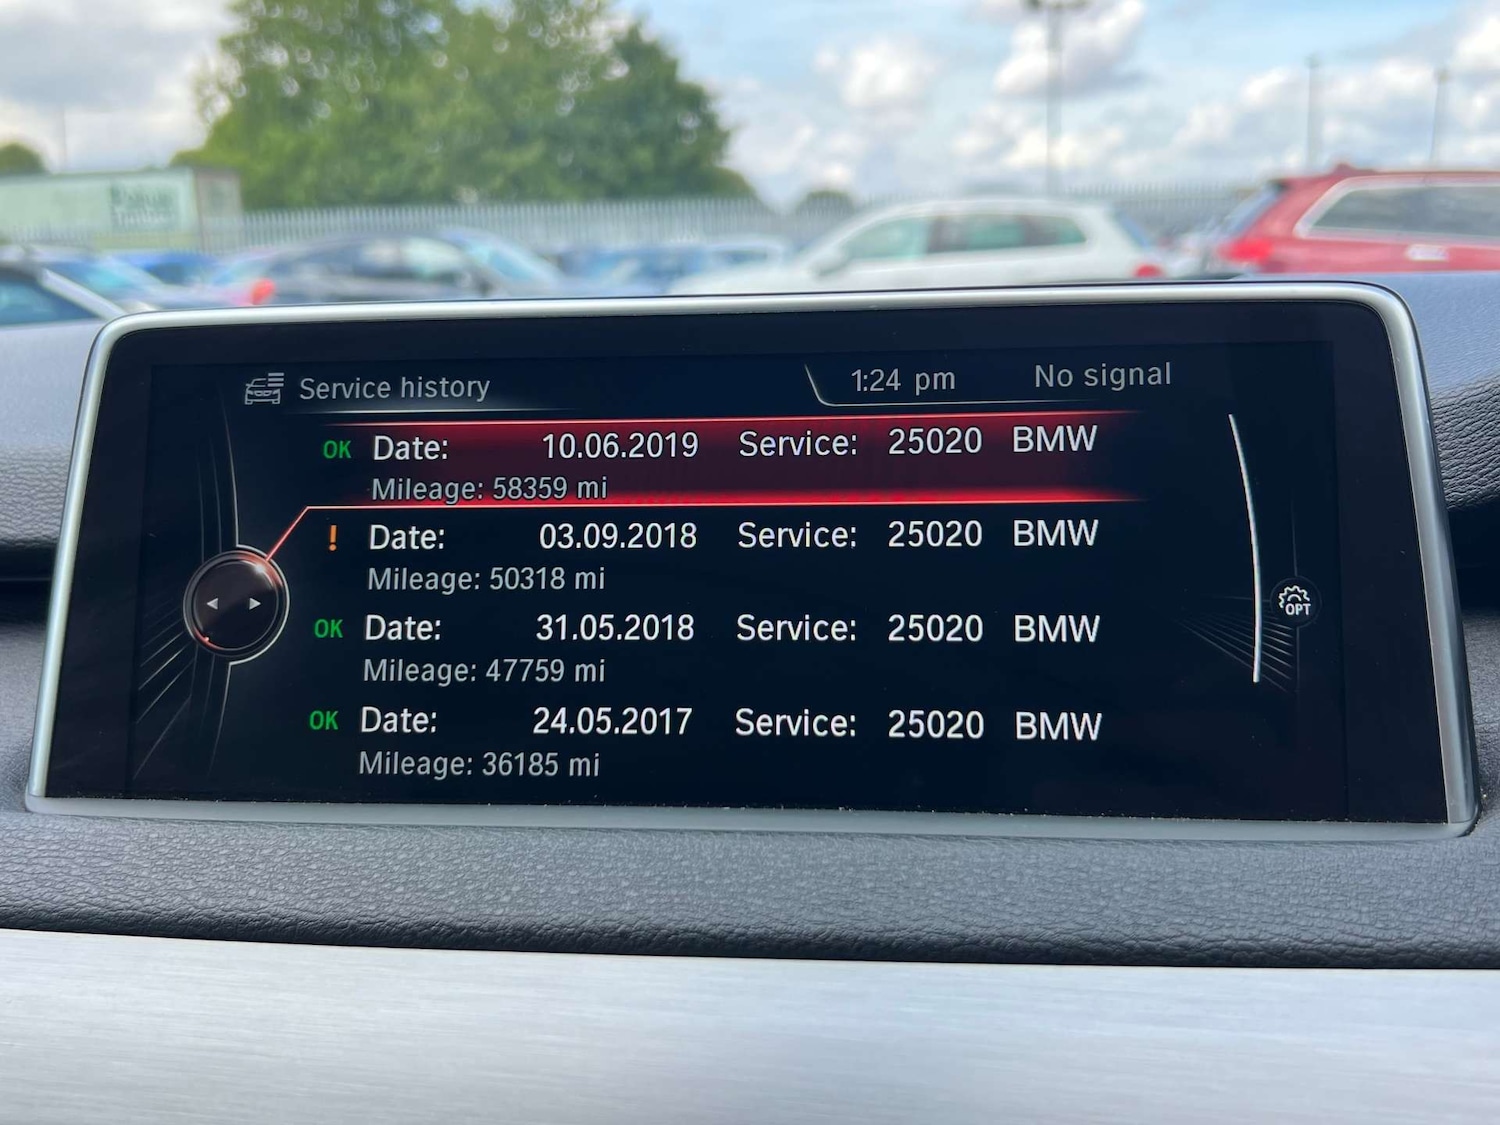 Service history
1:24 pm
No signal
OK Date: 10.06.2019 Service: 25020 BMW
Mileage: 58359 mi
! Date: 03.09.2018 Service: 25020 BMW
Mileage: 50318 mi
OK Date: 31.05.2018 Service: 25020 BMW
Mileage: 47759 mi
OPT
OK Date: 24.05.2017 Service: 25020 BMW
Mileage: 36185 mi